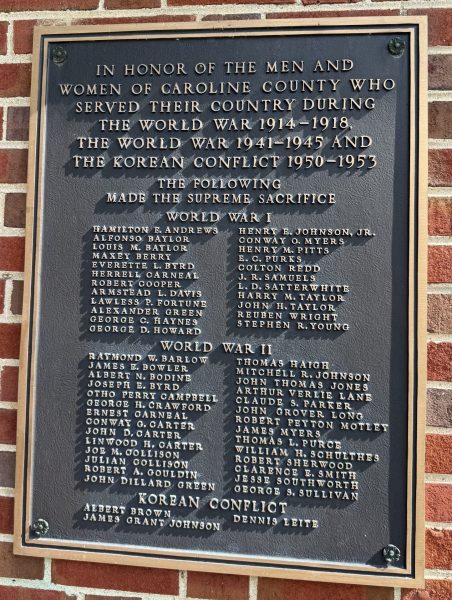 IN HONOR OF THE MEN AND
WOMEN OF CAROLINE COUNTY WHO
SERVED THEIR COUNTRY DURING
THE WORLD WAR 1914–1918,
THE WORLD WAR 1941–1945 AND
THE KOREAN CONFLICT 1950–1953
THE FOLLOWING
MADE THE SUPREME SACRIFICE
WORLD WAR I
HAMILTON E. ANDREWS
ALFONSO BAYLOR
LOUIS M. BAYLOR
MAXEY BERRY
EVERETTE L. BYRD
HERRELL CARNEAL
ROBERT COOPER
ARMSTEAD L. DAVIS
LAWLESS P. FORTUNE
ALEXANDER GREEN
GEORGE C. HAYNES
GEORGE D. HOWARD
HENRY E. JOHNSON, JR.
CONWAY O. MYERS
HENRY M. PITTS
E. C. PURKS
COLTON REDD
J. R. SAMUELS
L. D. SATTERWHITE
HARRY M. TAYLOR
JOHN H. TAYLOR
REUBEN WRIGHT
STEPHEN R. YOUNG
WORLD WAR II
RAYMOND W. BARLOW
JAMES E. BOWLER
ALBERT N. BODINE
JOSEPH E. BYRD
OTHO PERRY CAMPBELL
GEORGE H. CRAWFORD
ERNEST CARNEAL
CONWAY G. CARTER
JOHN D. CARTER
LINWOOD H. CARTER
JOE M. COLLISON
JULIAN COLLISON
ROBERT A. GOULDIN
JOHN DILLARD GREEN
THOMAS HAIGH
MITCHELL R. JOHNSON
JOHN THOMAS JONES
ARTHUR VERLIE LANE
CLAUDE S. PARKER
JOHN GROVER LONG
ROBERT PEYTON MOTLEY
JAMES MYERS
THOMAS L. PURCE
WILLIAM H. SCHULTHES
ROBERT SHERWOOD
CLARENCE E. SMITH
JESSE SOUTHWORTH
GEORGE S. SULLIVAN
KOREAN CONFLICT
ALBERT BROWN
JAMES GRANT JOHNSON
DENNIS LEITE